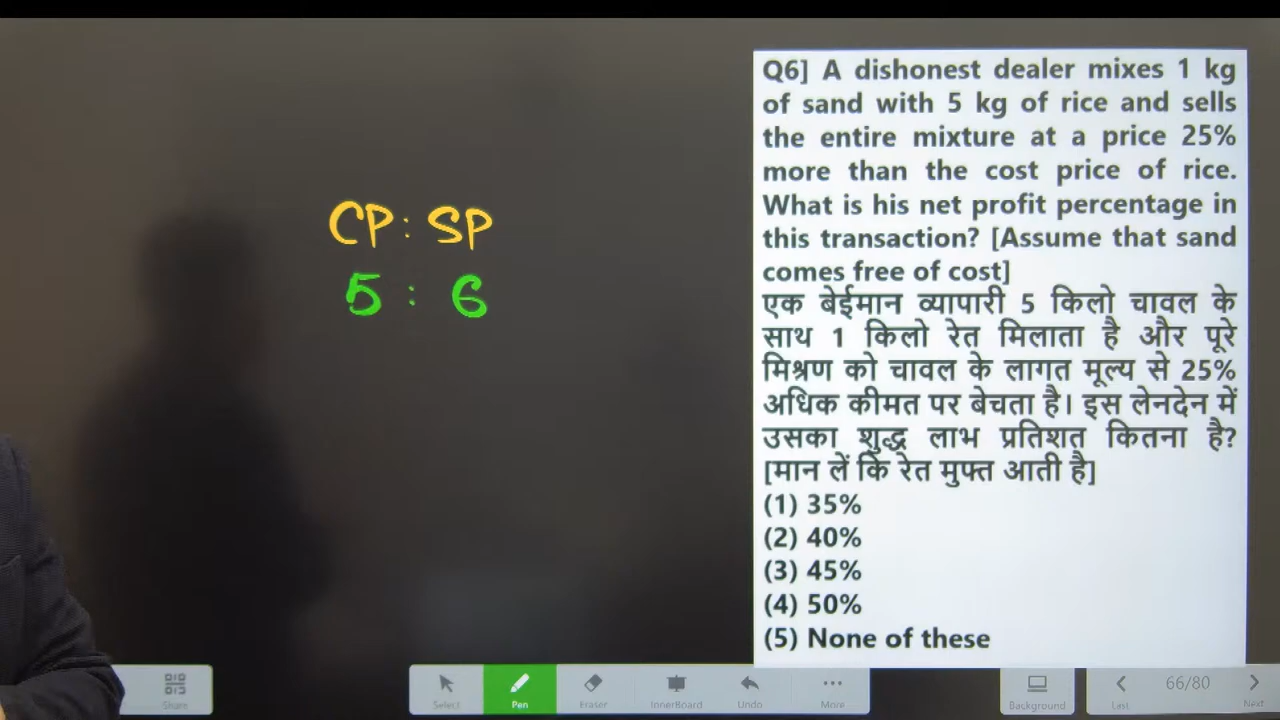 CP : SP
5 : 6
Q6] A dishonest dealer mixes 1 kg
of sand with 5 kg of rice and sells
the entire mixture at a price 25%
more than the cost price of rice.
What is his net profit percentage in
this transaction? [Assume that sand
comes free of cost]
एक बेईमान व्यापारी 5 किलो चावल के
साथ 1 किलो रेत मिलाता है और पूरे
मिश्रण को चावल के लागत मूल्य से 25%
अधिक कीमत पर बेचता है। इस लेनदेन में
उसका शुद्ध लाभ प्रतिशत कितना है?
[मान लें कि रेत मुफ्त आती है]
(1) 35%
(2) 40%
(3) 45%
(4) 50%
(5) None of these
Share
Select
Pen
Eraser
InnerBoard
Undo
More
Background
Last
66/80
Next